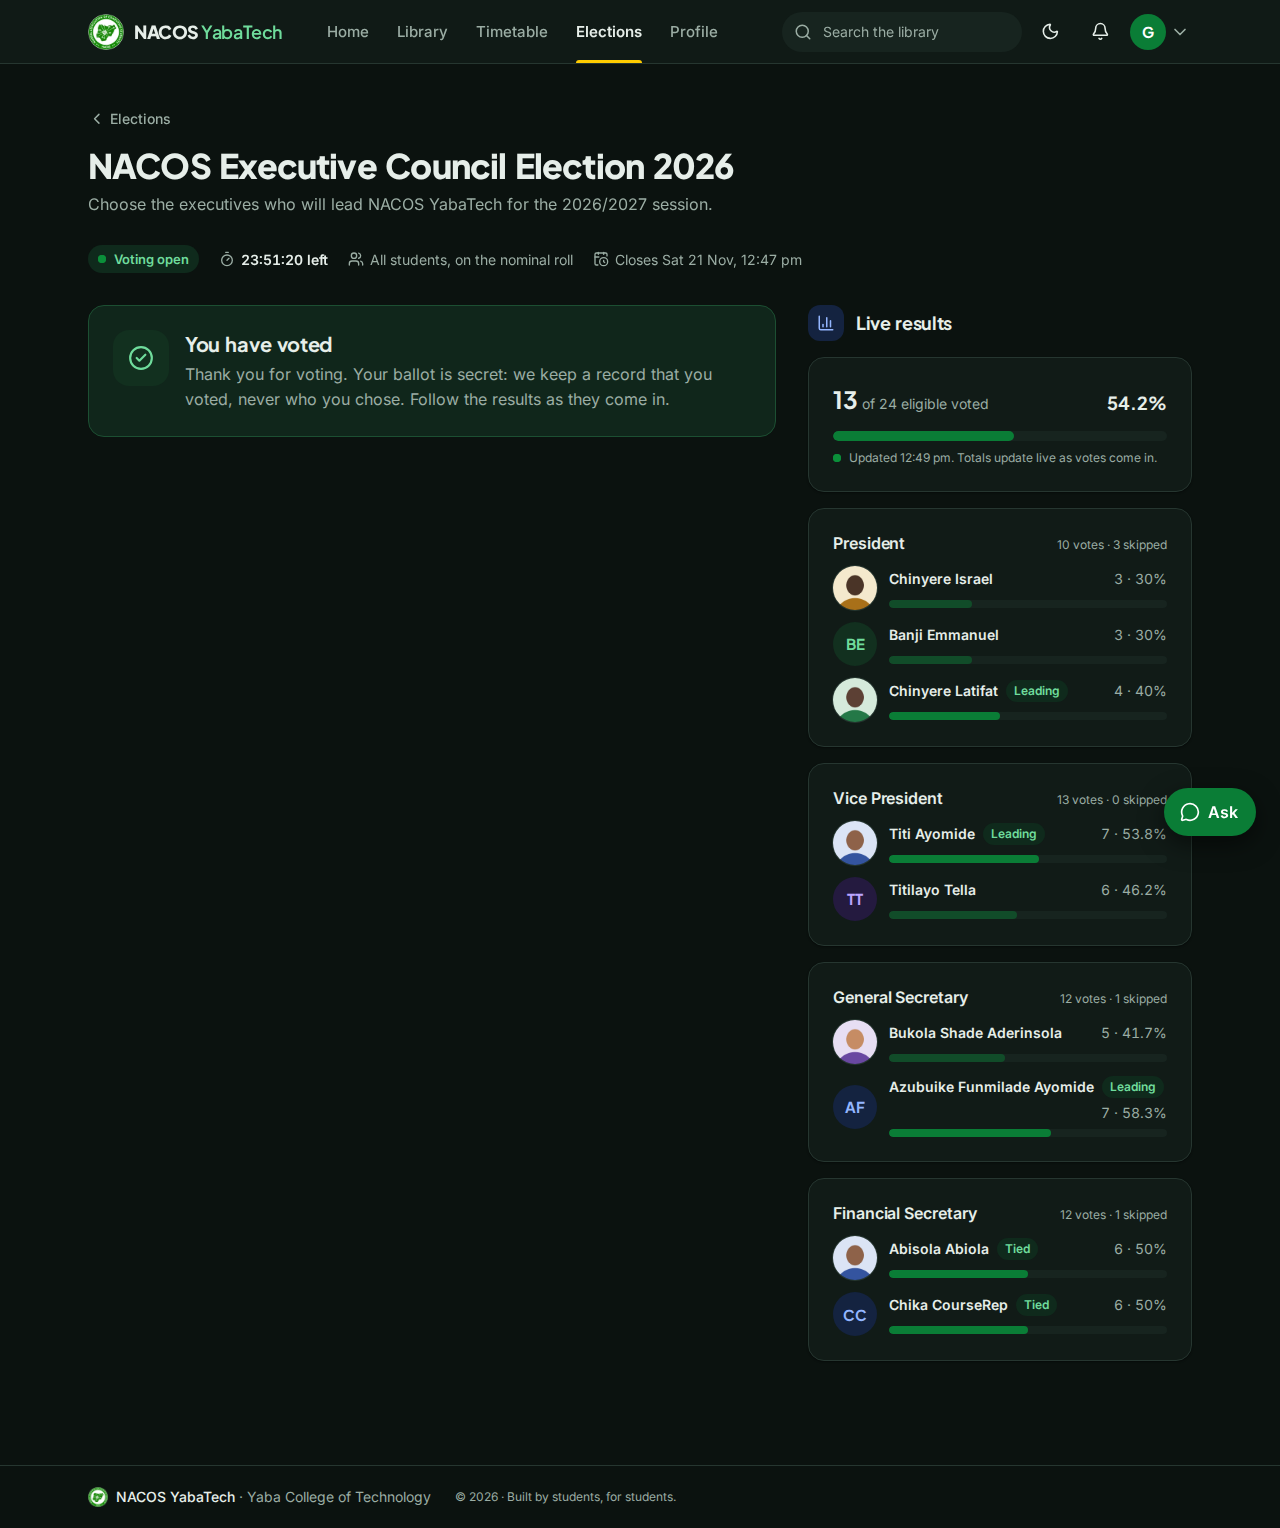 NACOS YabaTech
Home
Library
Timetable
Elections
Profile
Search the library
G
Elections
NACOS Executive Council Election 2026
Choose the executives who will lead NACOS YabaTech for the 2026/2027 session.
Voting open
23:51:20 left
All students, on the nominal roll
Closes Sat 21 Nov, 12:47 pm
You have voted
Thank you for voting. Your ballot is secret: we keep a record that you
voted, never who you chose. Follow the results as they come in.
Live results
13 of 24 eligible voted
54.2%
Updated 12:49 pm. Totals update live as votes come in.
President
10 votes · 3 skipped
Chinyere Israel
3 · 30%
BE
Banji Emmanuel
3 · 30%
Chinyere Latifat
Leading
4 · 40%
Vice President
13 votes · 0 skipped
Ask
Titi Ayomide
Leading
7 · 53.8%
TT
Titilayo Tella
6 · 46.2%
General Secretary
12 votes · 1 skipped
Bukola Shade Aderinsola
5 · 41.7%
AF
Azubuike Funmilade Ayomide
Leading
7 · 58.3%
Financial Secretary
12 votes · 1 skipped
Abisola Abiola
Tied
6 · 50%
CC
Chika CourseRep
Tied
6 · 50%
NACOS YabaTech · Yaba College of Technology
© 2026 · Built by students, for students.